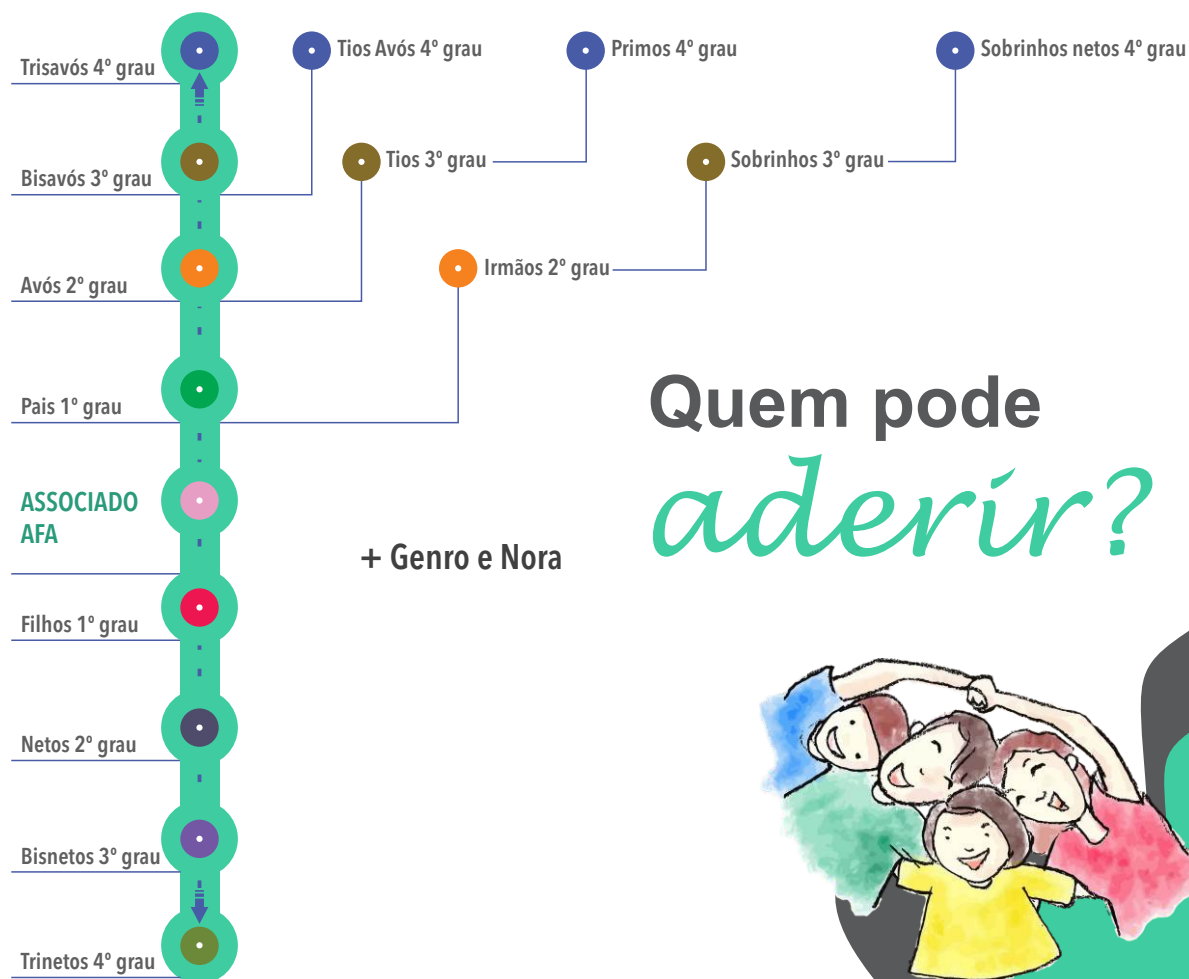 Tios Avós 4º grau
Primos 4º grau
Sobrinhos netos 4º grau
Trisavós 4º grau
Tios 3º grau
Sobrinhos 3º grau
Bisavós 3º grau
Irmãos 2º grau
Avós 2º grau
Pais 1º grau
Quem pode
aderir?
ASSOCIADO
AFA
+ Genro e Nora
Filhos 1º grau
Netos 2º grau
Bisnetos 3º grau
Trinetos 4º grau